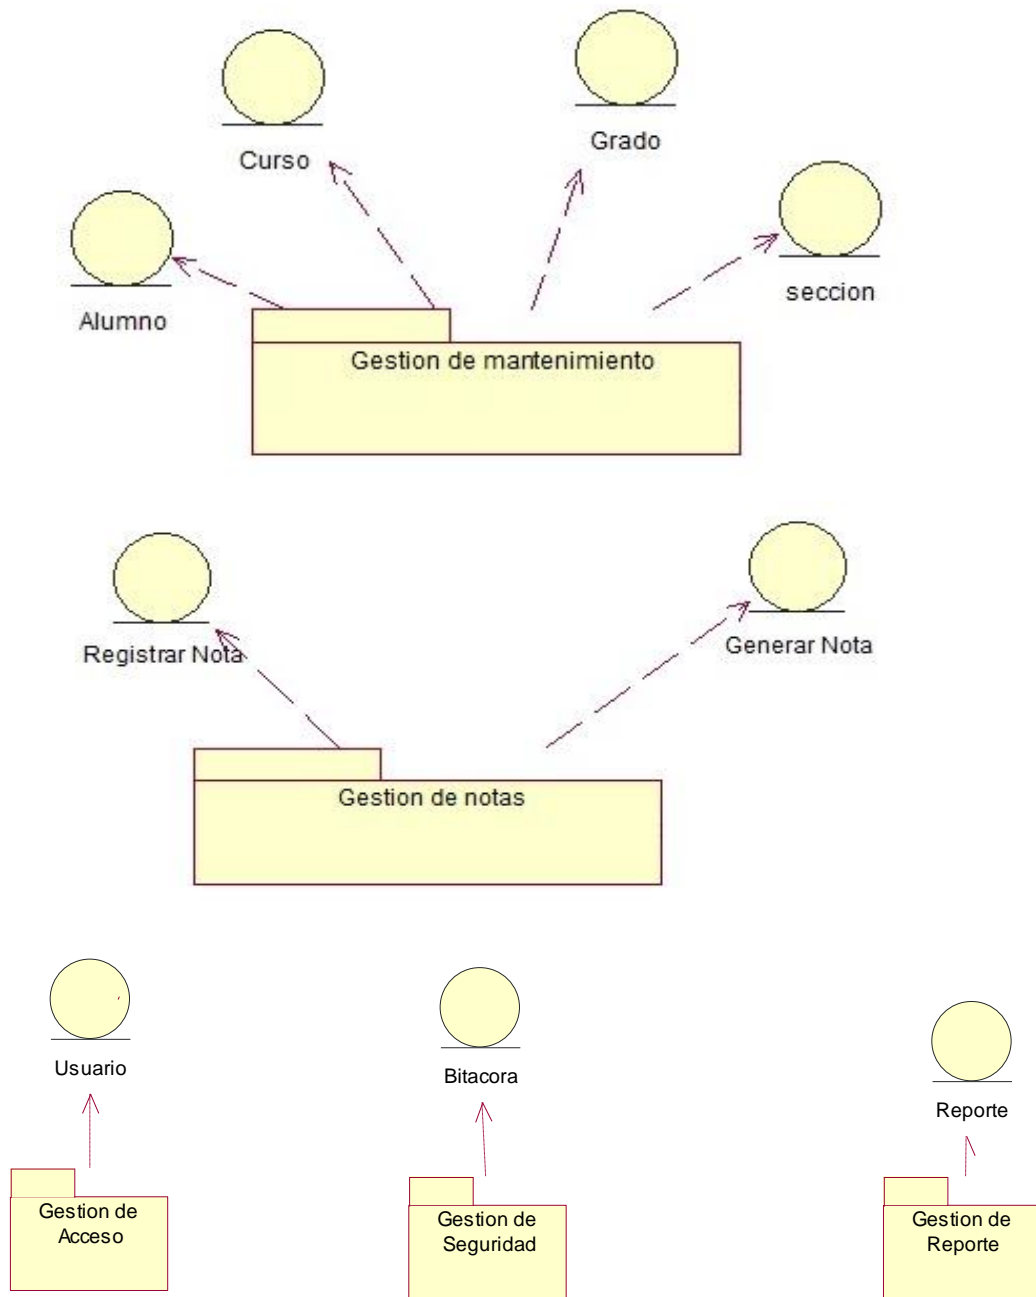 Curso
Grado
Alumno
seccion
Gestion de mantenimiento
Registrar Nota
Generar Nota
Gestion de notas
Usuario
Bitacora
Reporte
Gestion de
Acceso
Gestion de
Seguridad
Gestion de
Reporte